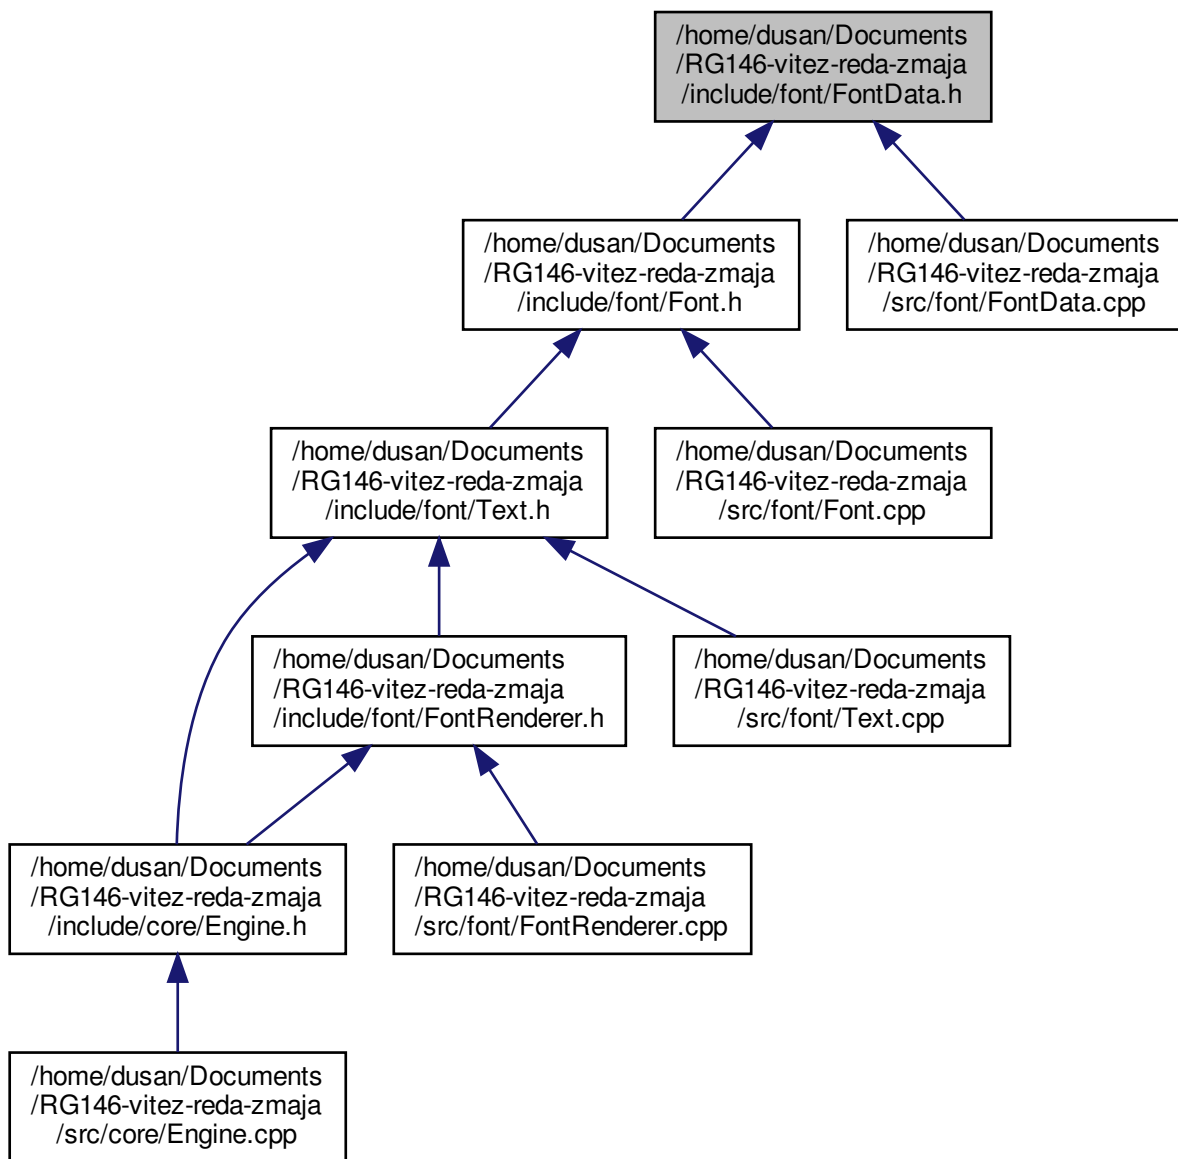 /home/dusan/Documents
/RG146-vitez-reda-zmaja
/include/font/FontData.h
/home/dusan/Documents
/RG146-vitez-reda-zmaja
/include/font/Font.h
/home/dusan/Documents
/RG146-vitez-reda-zmaja
/src/font/FontData.cpp
/home/dusan/Documents
/RG146-vitez-reda-zmaja
/include/font/Text.h
/home/dusan/Documents
/RG146-vitez-reda-zmaja
/src/font/Font.cpp
/home/dusan/Documents
/RG146-vitez-reda-zmaja
/include/font/FontRenderer.h
/home/dusan/Documents
/RG146-vitez-reda-zmaja
/src/font/Text.cpp
/home/dusan/Documents
/RG146-vitez-reda-zmaja
/include/core/Engine.h
/home/dusan/Documents
/RG146-vitez-reda-zmaja
/src/font/FontRenderer.cpp
/home/dusan/Documents
/RG146-vitez-reda-zmaja
/src/core/Engine.cpp